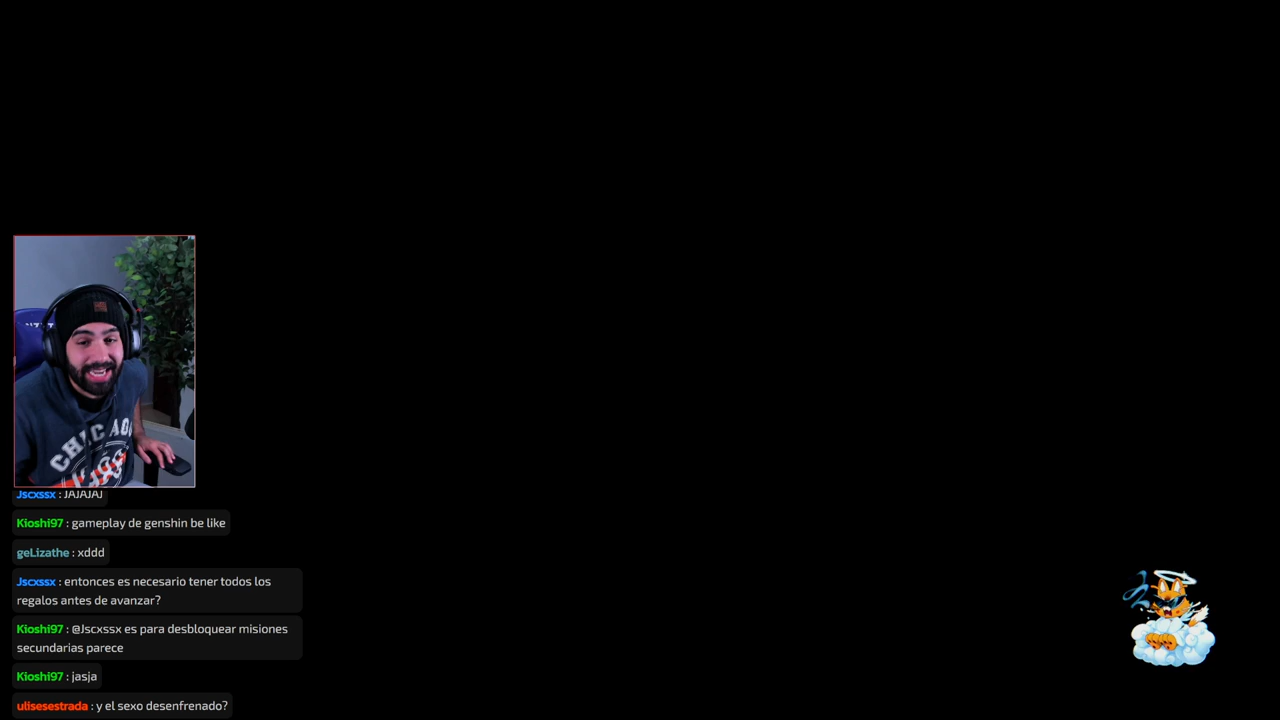 CHICAGO
Jscxssx : JAJAJAJ
Kioshi97 : gameplay de genshin be like
geLizathe : xddd
Jscxssx : entonces es necesario tener todos los
regalos antes de avanzar?
Kioshi97 : @Jscxssx es para desbloquear misiones
secundarias parece
Kioshi97 : jasja
ulisesestrada : y el sexo desenfrenado?